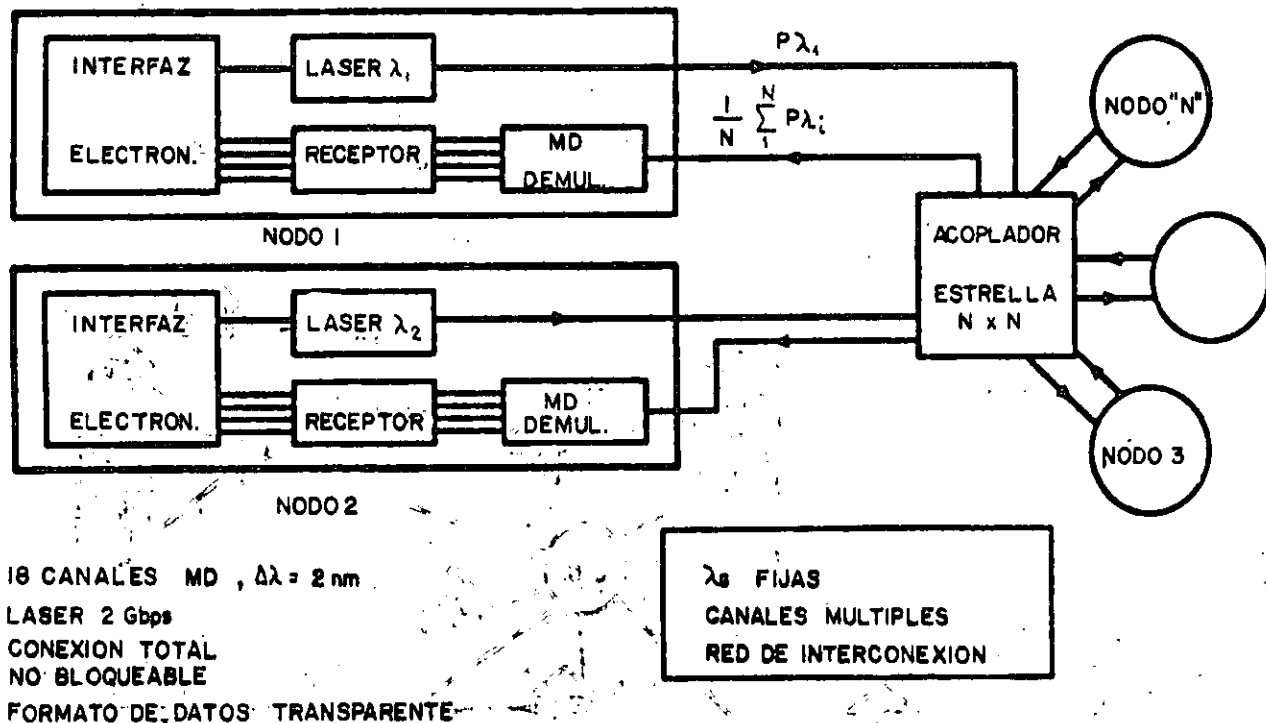 INTERFAZ
ELECTRON.
LASER λ₁
RECEPTOR
MD
DEMUL.
NODO 1
Pλ₁
1/N Σ₁ᴺ Pλᵢ
NODO "N"
ACOPLADOR
ESTRELLA
N x N
NODO 3
INTERFAZ
ELECTRON.
LASER λ₂
RECEPTOR
MD
DEMUL.
NODO 2
18 CANALES MD , Δλ = 2 nm
LASER 2 Gbps
CONEXION TOTAL
NO BLOQUEABLE
FORMATO DE DATOS TRANSPARENTE
λs FIJAS
CANALES MULTIPLES
RED DE INTERCONEXION